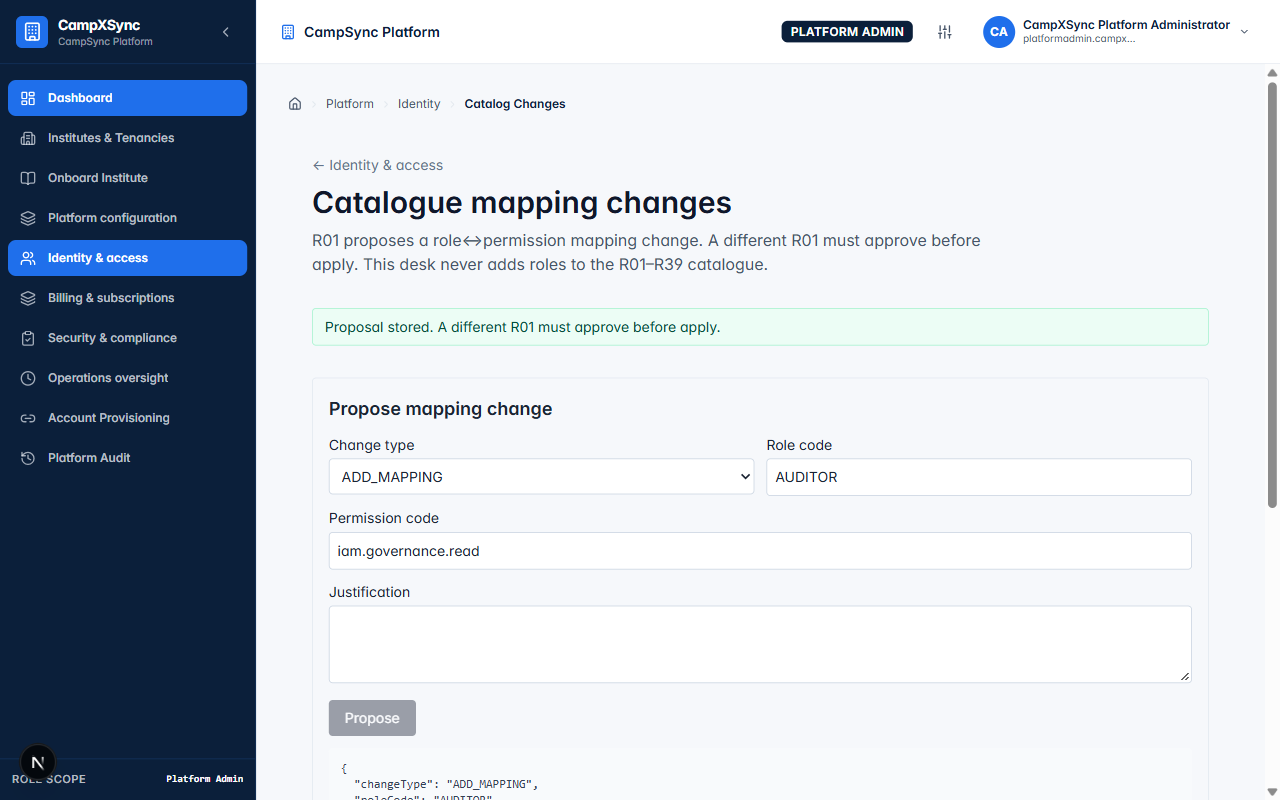 CampXSync
CampSync Platform
Dashboard
Institutes & Tenancies
Onboard Institute
Platform configuration
Identity & access
Billing & subscriptions
Security & compliance
Operations oversight
Account Provisioning
Platform Audit
N
ROLE SCOPE
Platform Admin
CampSync Platform
PLATFORM ADMIN
CA
CampXSync Platform Administrator
platformadmin.campx...
Platform
Identity
Catalog Changes
← Identity & access
Catalogue mapping changes
R01 proposes a role↔permission mapping change. A different R01 must approve before
apply. This desk never adds roles to the R01–R39 catalogue.
Proposal stored. A different R01 must approve before apply.
Propose mapping change
Change type
Role code
ADD_MAPPING
AUDITOR
Permission code
iam.governance.read
Justification
Propose
{
"changeType": "ADD_MAPPING",
"roleCode": "AUDITOR"